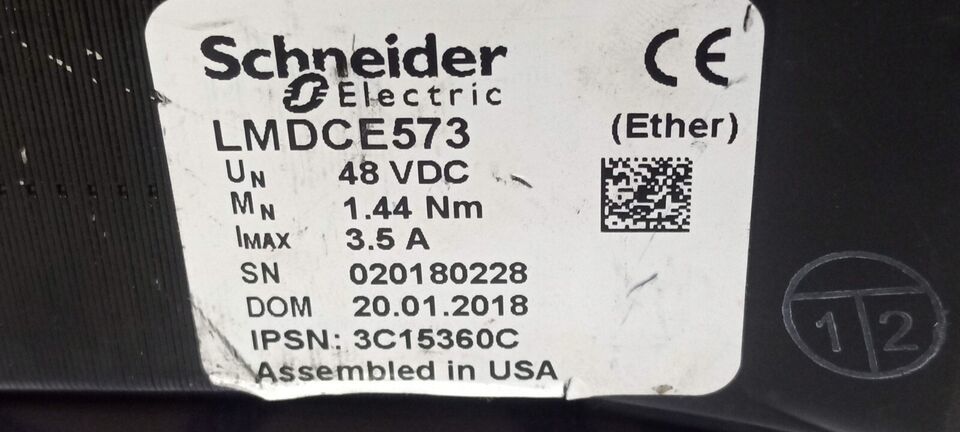 Schneider
Electric
CE
LMDCE573
(Ether)
UN 48 VDC
MN 1.44 Nm
IMAX 3.5 A
SN 020180228
DOM 20.01.2018
IPSN: 3C15360C
Assembled in USA
1 2